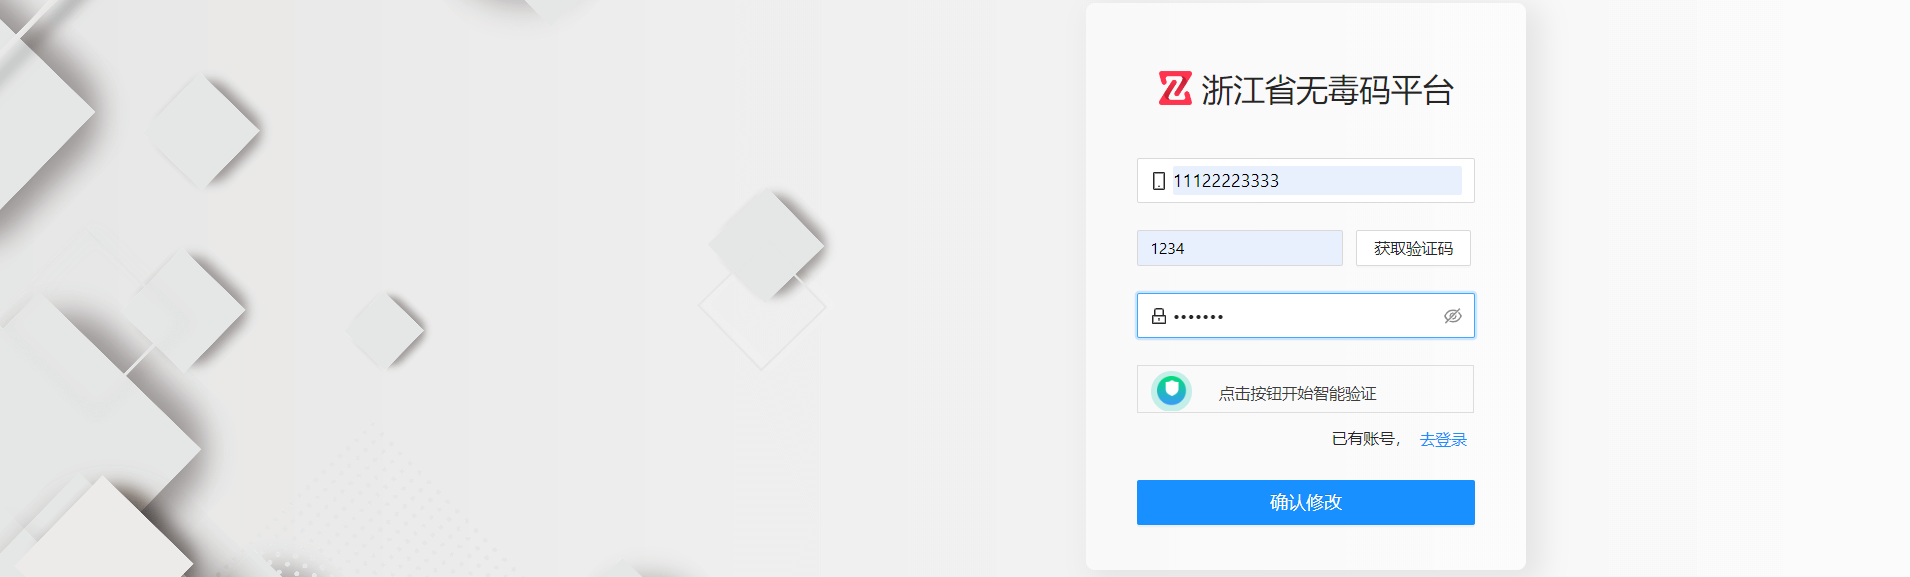 浙江省无毒码平台
11122223333
1234 获取验证码
•••••••
点击按钮开始智能验证
已有账号， 去登录
确认修改